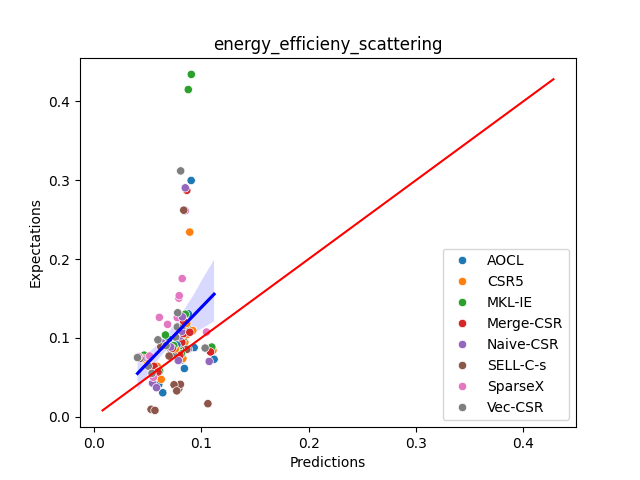 energy_efficieny_scattering
Expectations
0.4
0.3
0.2
0.1
0.0
0.0
0.1
0.2
0.3
0.4
Predictions
AOCL
CSR5
MKL-IE
Merge-CSR
Naive-CSR
SELL-C-s
SparseX
Vec-CSR